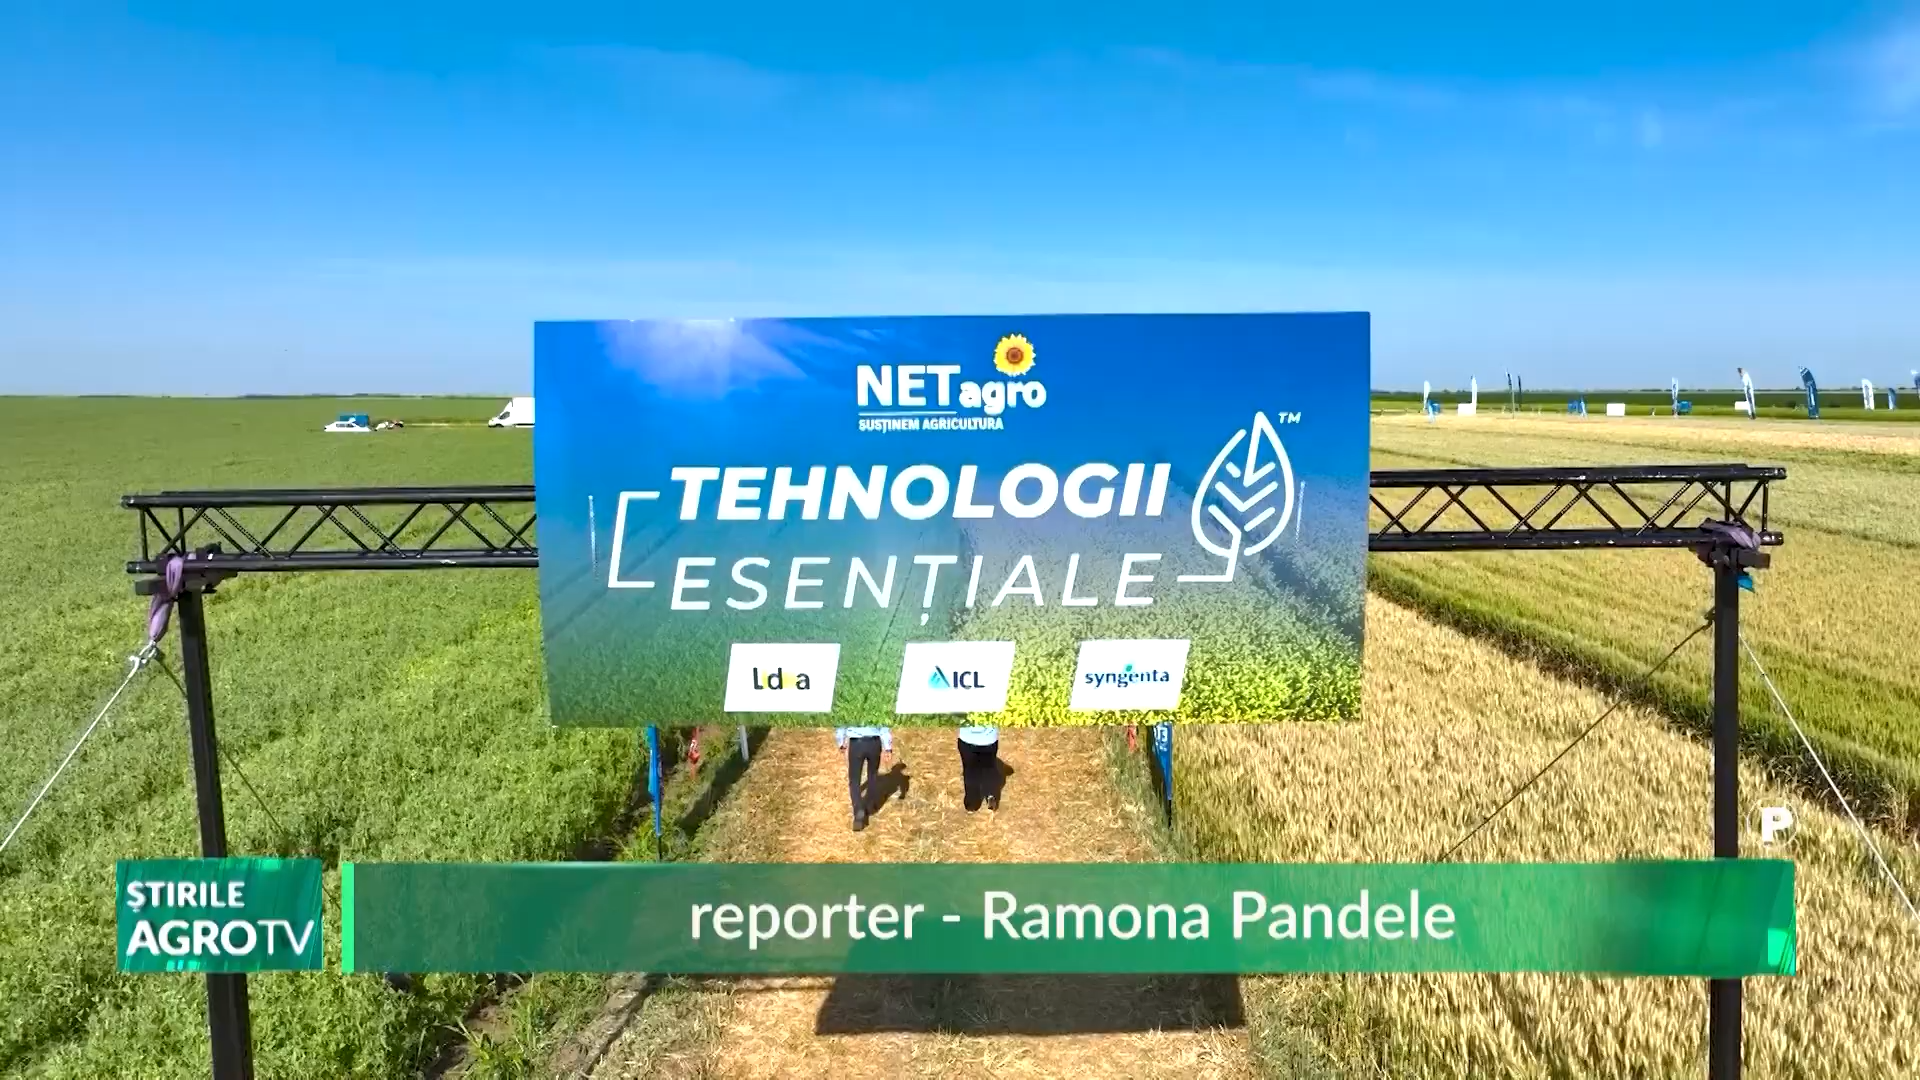 NETagro
SUSȚINEM AGRICULTURA
TEHNOLOGII
TM
ESENȚIALE
ICL
syngenta
P
ȘTIRILE
AGROTV
reporter - Ramona Pandele